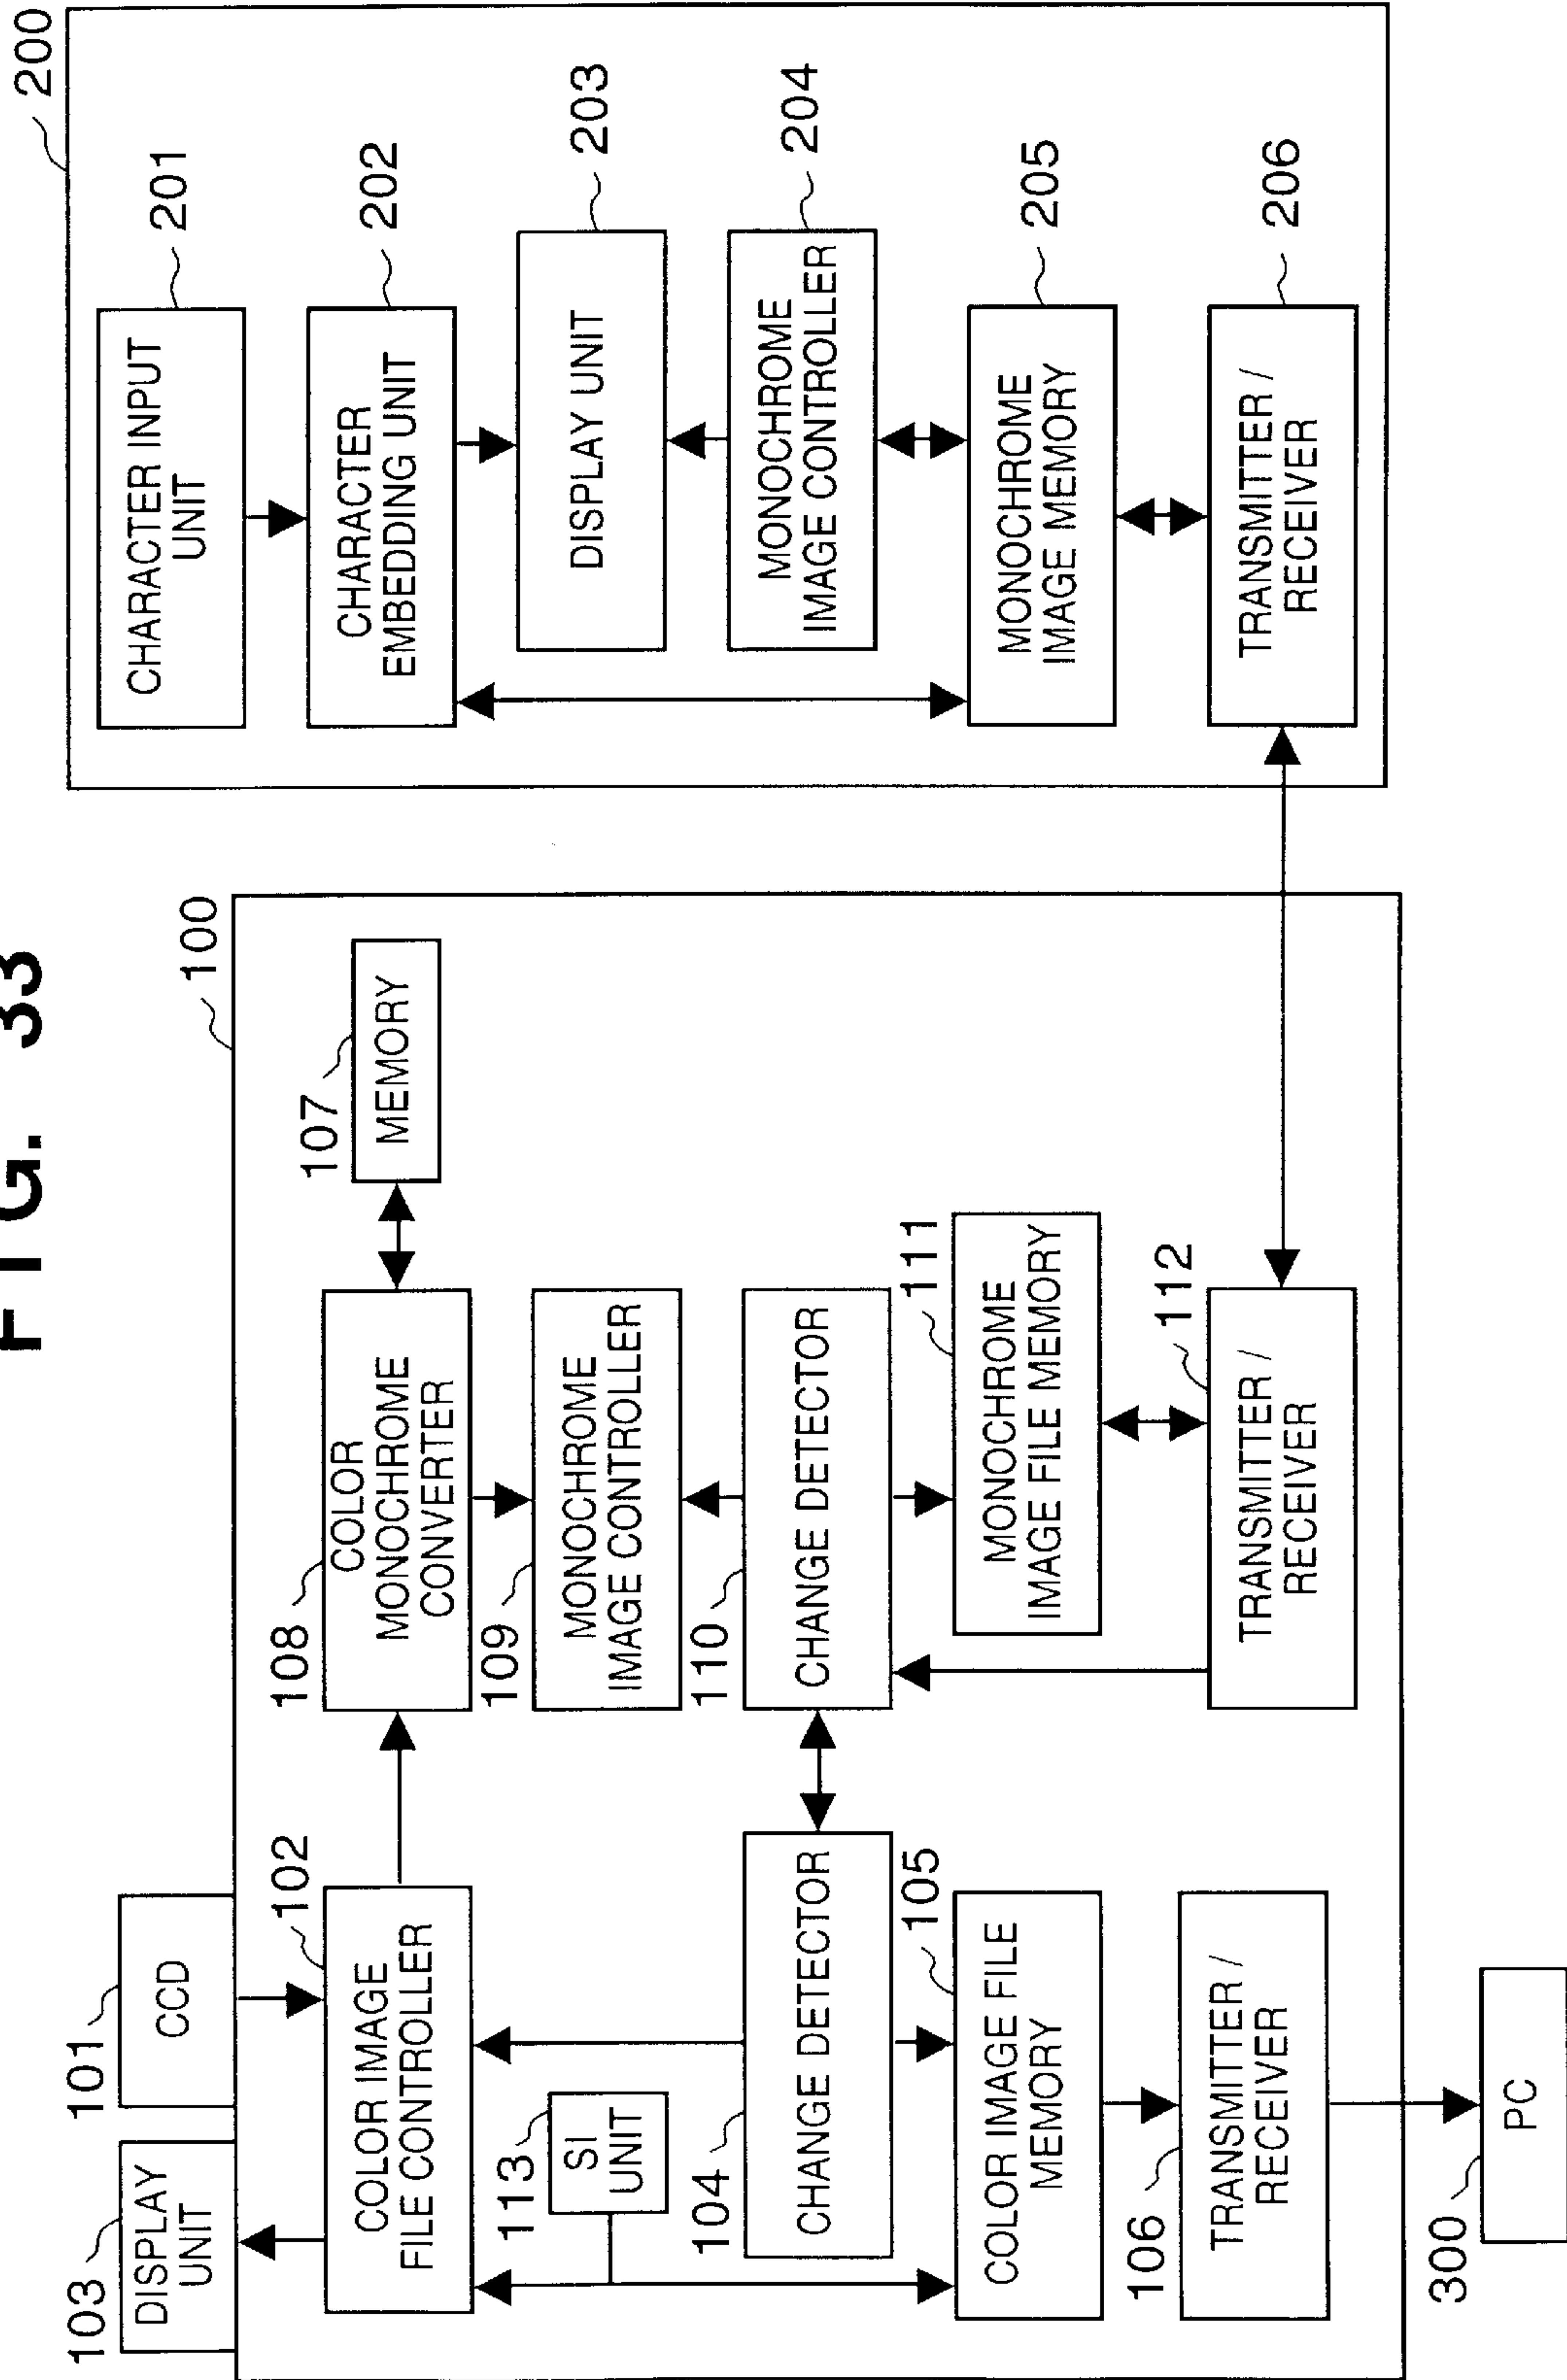 FIG. 33
103
DISPLAY
UNIT
101
CCD
100
102
COLOR IMAGE
FILE CONTROLLER
108
COLOR
MONOCHROME
CONVERTER
107
MEMORY
113
SI
UNIT
109
MONOCHROME
IMAGE CONTROLLER
104
CHANGE DETECTOR
110
CHANGE DETECTOR
105
COLOR IMAGE FILE
MEMORY
111
MONOCHROME
IMAGE FILE MEMORY
106
TRANSMITTER /
RECEIVER
112
TRANSMITTER /
RECEIVER
300
PC
200
CHARACTER INPUT
UNIT
201
CHARACTER
EMBEDDING UNIT
202
DISPLAY UNIT
203
MONOCHROME
IMAGE CONTROLLER
204
MONOCHROME
IMAGE MEMORY
205
TRANSMITTER /
RECEIVER
206